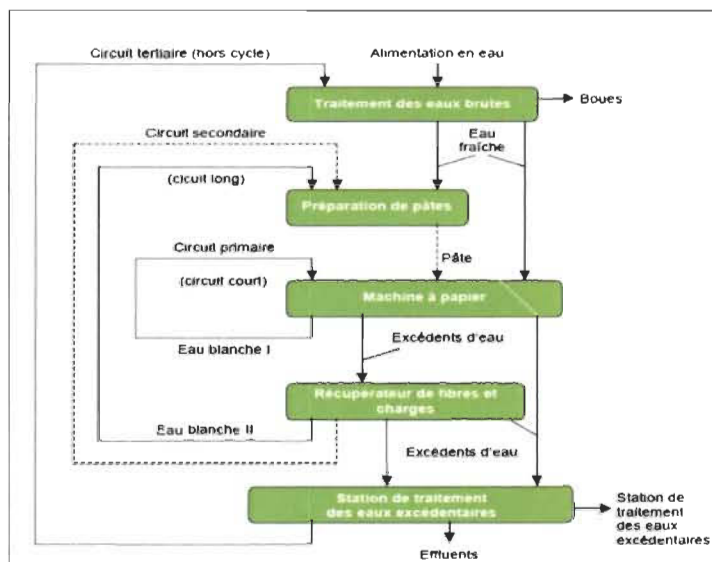 Circuit tertiaire (hors cycle)
Alimentation en eau
Traitement des eaux brutes
Boues
Circuit secondaire
Eau
fraîche
(circuit long)
Préparation de pâtes
Circuit primaire
Pâte
(circuit court)
Machine à papier
Eau blanche I
Excédents d'eau
Récupérateur de fibres et
charges
Eau blanche II
Excédents d'eau
Station de traitement
des eaux excédentaires
Station de
traitement
des eaux
excédentaires
Effluents